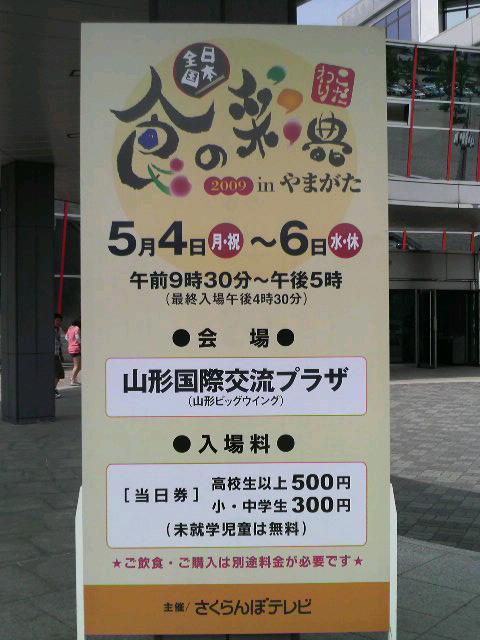 日本全国
こだわり
食の彩典
2009 in やまがた
5月4日月・祝～6日水・休
午前9時30分～午後5時
(最終入場午後4時30分)
●会 場●
山形国際交流プラザ
(山形ビッグウイング)
●入場料●
[当日券] 高校生以上500円
小・中学生300円
(未就学児童は無料)
★ご飲食・ご購入は別途料金が必要です★
主催/さくらんぼテレビ